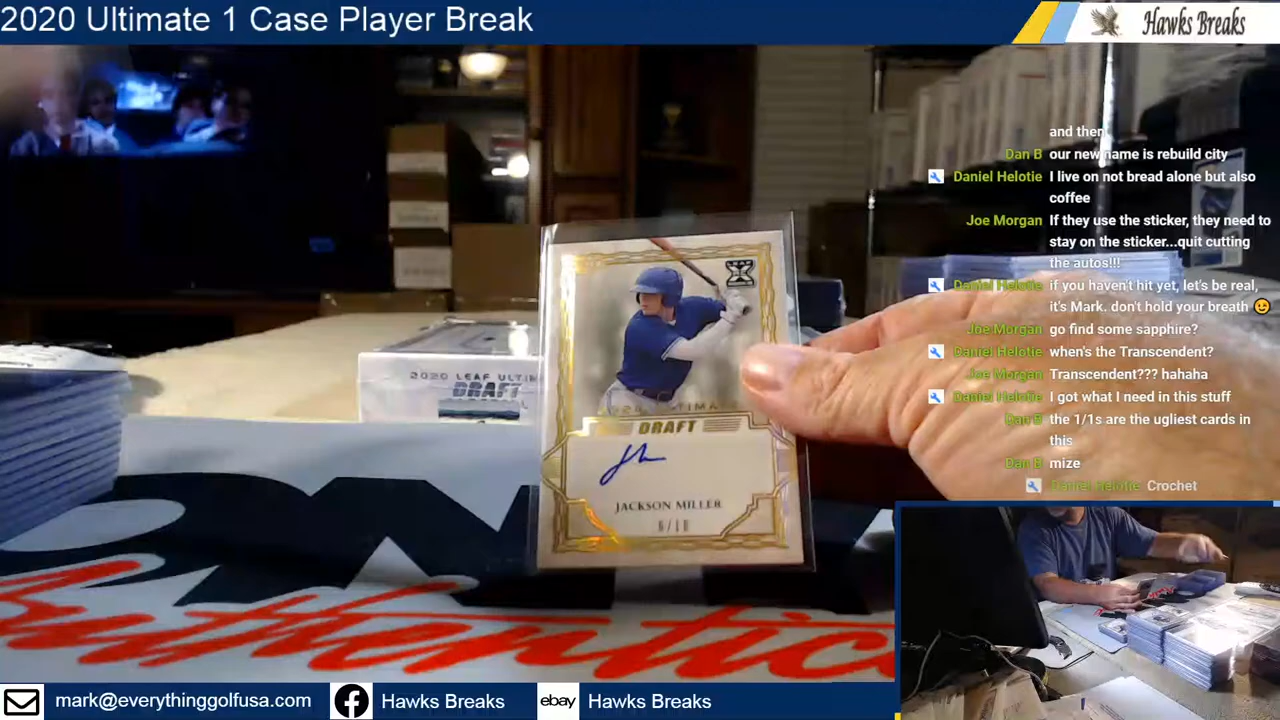 2020 Ultimate 1 Case Player Break
Hawks Breaks
and then
Dan B our new name is rebuild city
Daniel Helotie I live on not bread alone but also
coffee
Joe Morgan If they use the sticker, they need to
stay on the sticker...quit cutting
the autos!!!
Daniel Helotie if you haven't hit yet, let's be real,
it's Mark. don't hold your breath 😉
Joe Morgan go find some sapphire?
Daniel Helotie when's the Transcendent?
Joe Morgan Transcendent??? hahaha
Daniel Helotie I got what I need in this stuff
Dan B the 1/1s are the ugliest cards in
this
Dan B mize
Daniel Helotie Crochet
2020 LEAF ULTIM
DRAFT
LEAF
2020 ULTIMATE
DRAFT
JACKSON MILLER
6/10
Authentic
mark@everythinggolfusa.com
Hawks Breaks
ebay Hawks Breaks